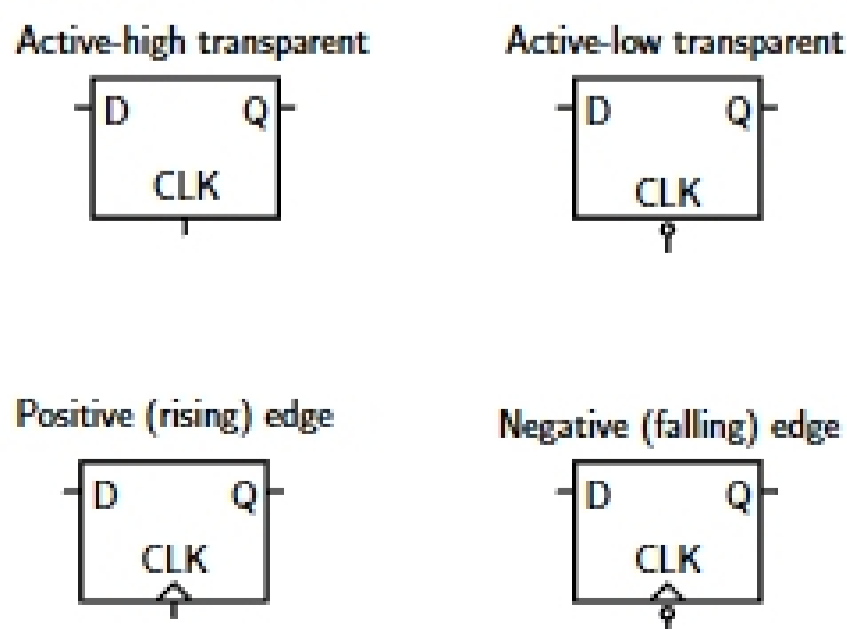 Active-high transparent
D Q
CLK
Active-low transparent
D Q
CLK
Positive (rising) edge
D Q
CLK
Negative (falling) edge
D Q
CLK